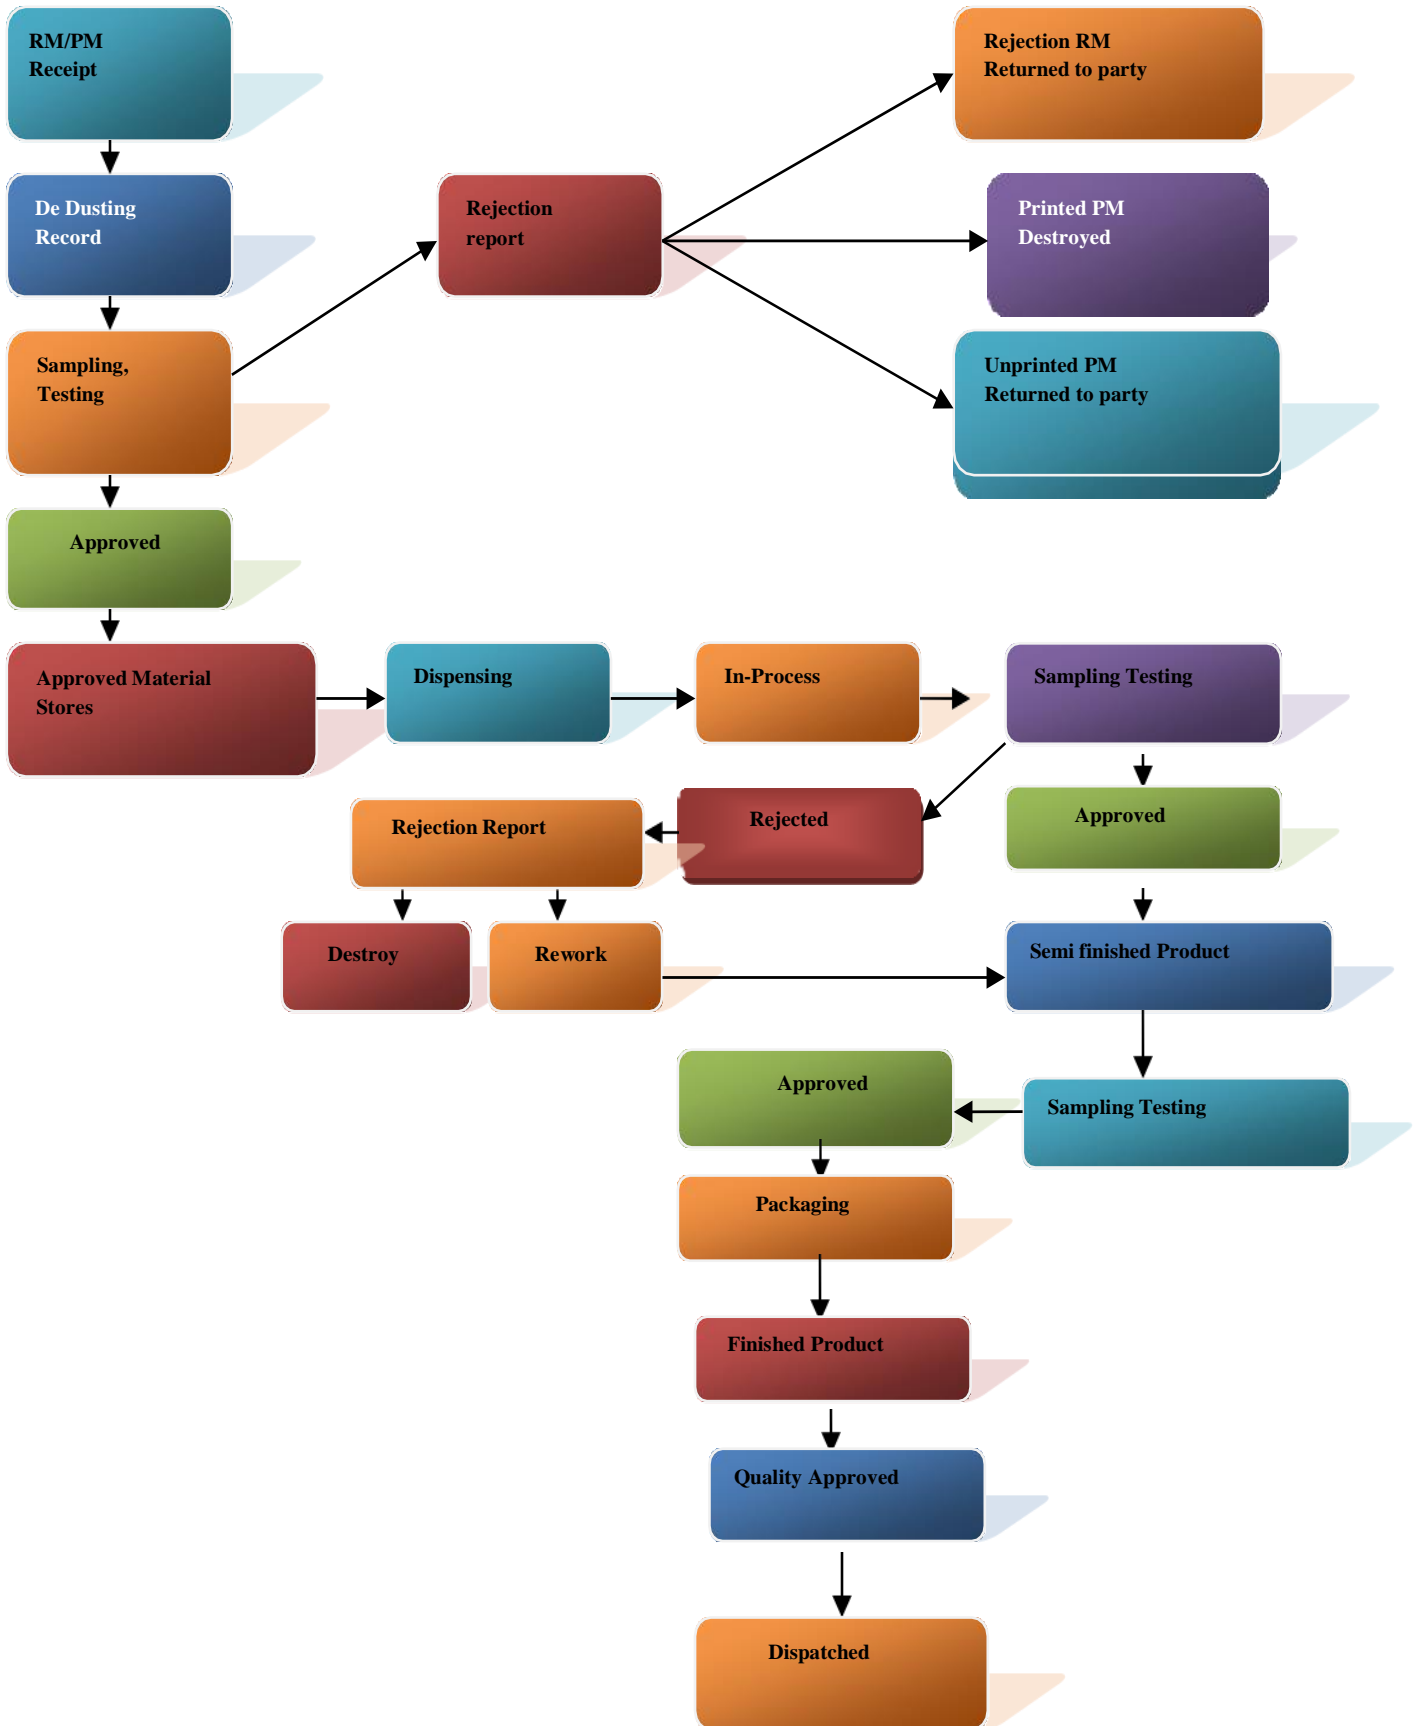 RM/PM
Receipt
Rejection RM
Returned to party
De Dusting
Record
Rejection
report
Printed PM
Destroyed
Sampling,
Testing
Unprinted PM
Returned to party
Approved
Approved Material
Stores
Dispensing
In-Process
Sampling Testing
Rejection Report
Rejected
Approved
Destroy
Rework
Semi finished Product
Approved
Sampling Testing
Packaging
Finished Product
Quality Approved
Dispatched